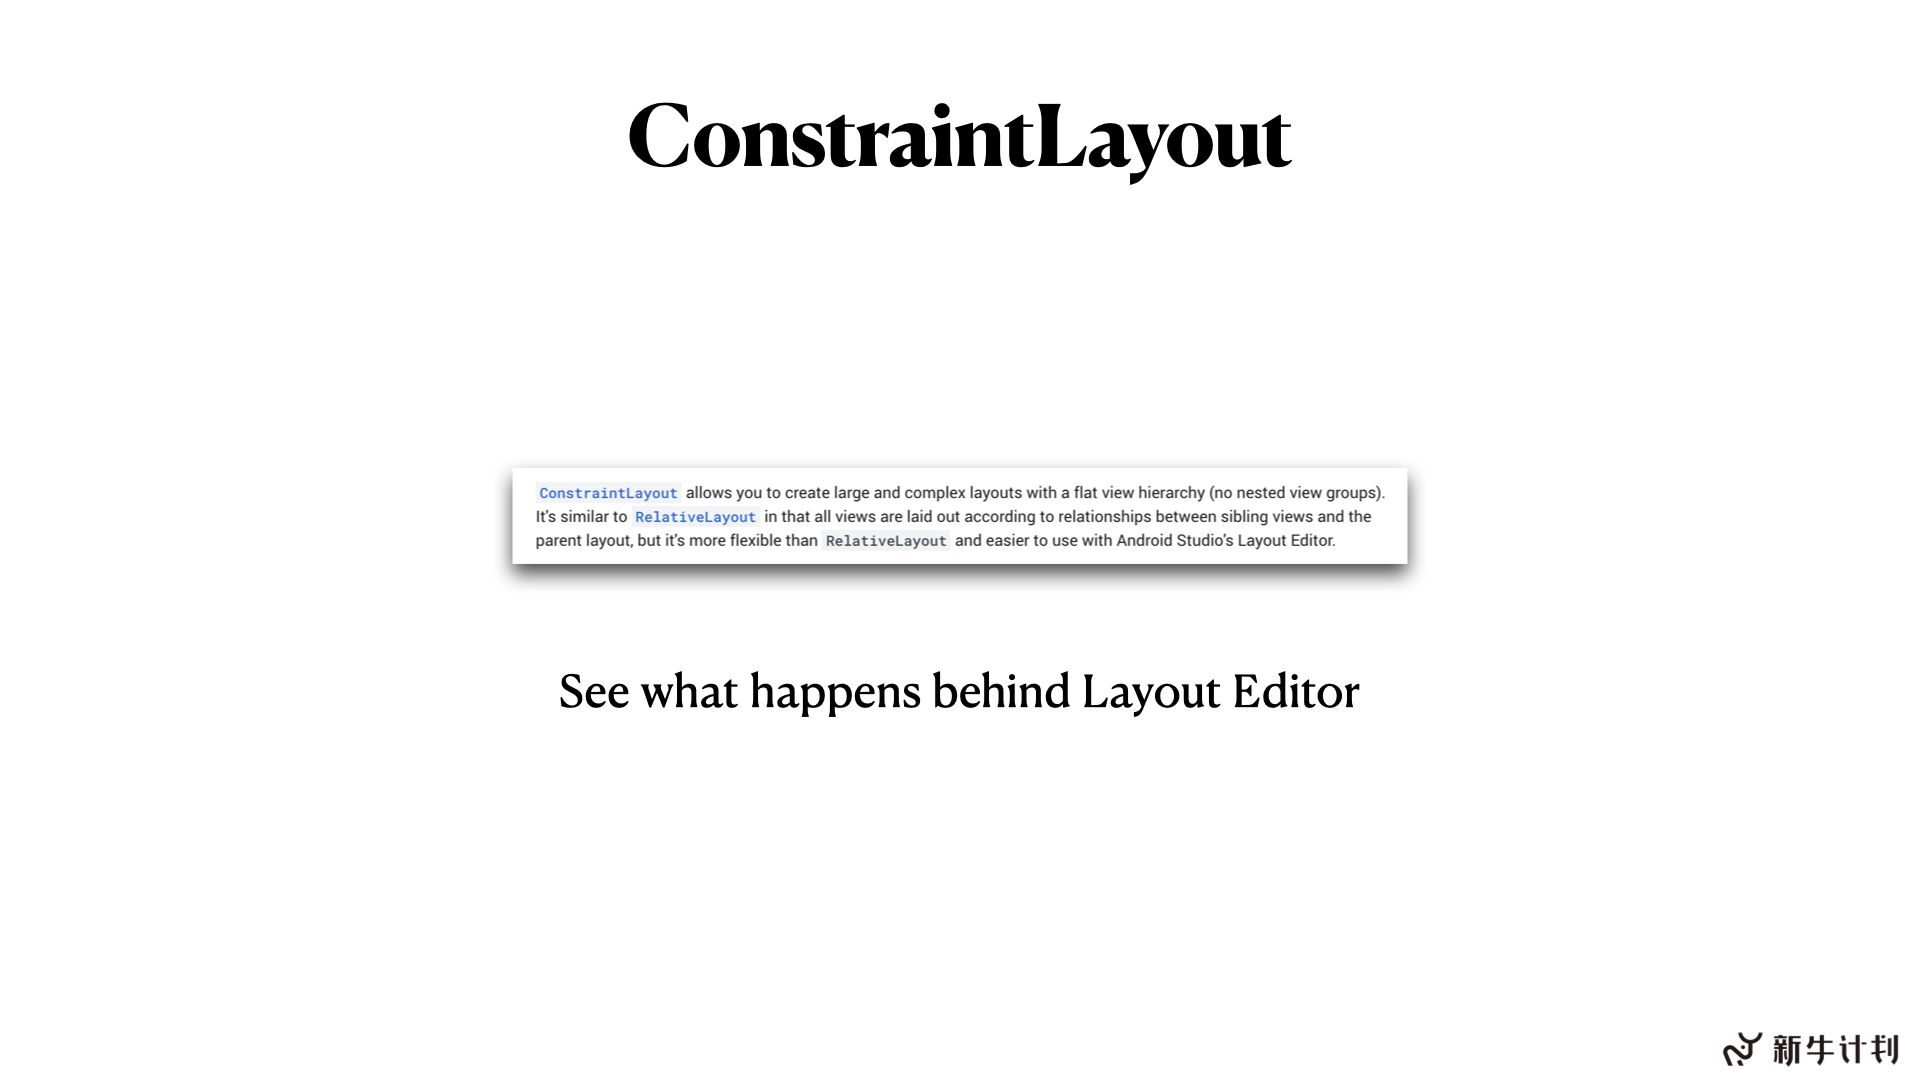 ConstraintLayout
ConstraintLayout allows you to create large and complex layouts with a flat view hierarchy (no nested view groups).
It's similar to RelativeLayout in that all views are laid out according to relationships between sibling views and the
parent layout, but it's more flexible than RelativeLayout and easier to use with Android Studio's Layout Editor.
See what happens behind Layout Editor
新牛计划